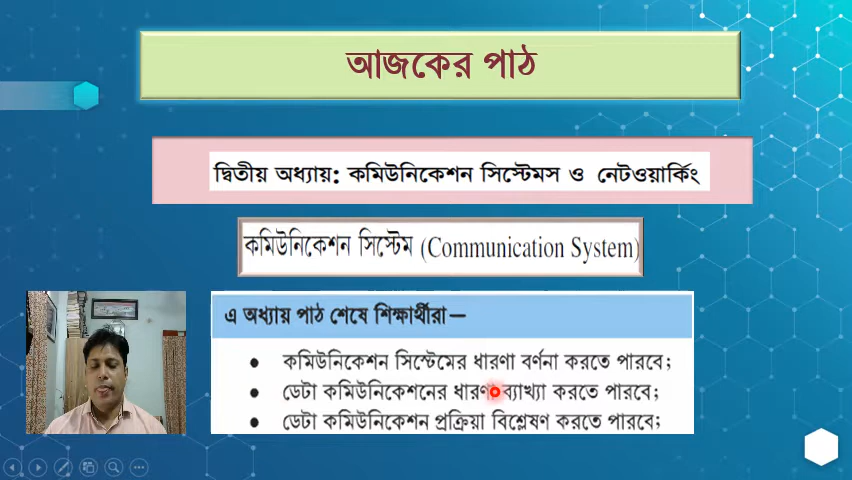 আজকের পাঠ
দ্বিতীয় অধ্যায়: কমিউনিকেশন সিস্টেমস ও নেটওয়ার্কিং
কমিউনিকেশন সিস্টেম (Communication System)
এ অধ্যায় পাঠ শেষে শিক্ষার্থীরা—
• কমিউনিকেশন সিস্টেমের ধারণা বর্ণনা করতে পারবে;
• ডেটা কমিউনিকেশনের ধারণা ব্যাখ্যা করতে পারবে;
• ডেটা কমিউনিকেশন প্রক্রিয়া বিশ্লেষণ করতে পারবে;